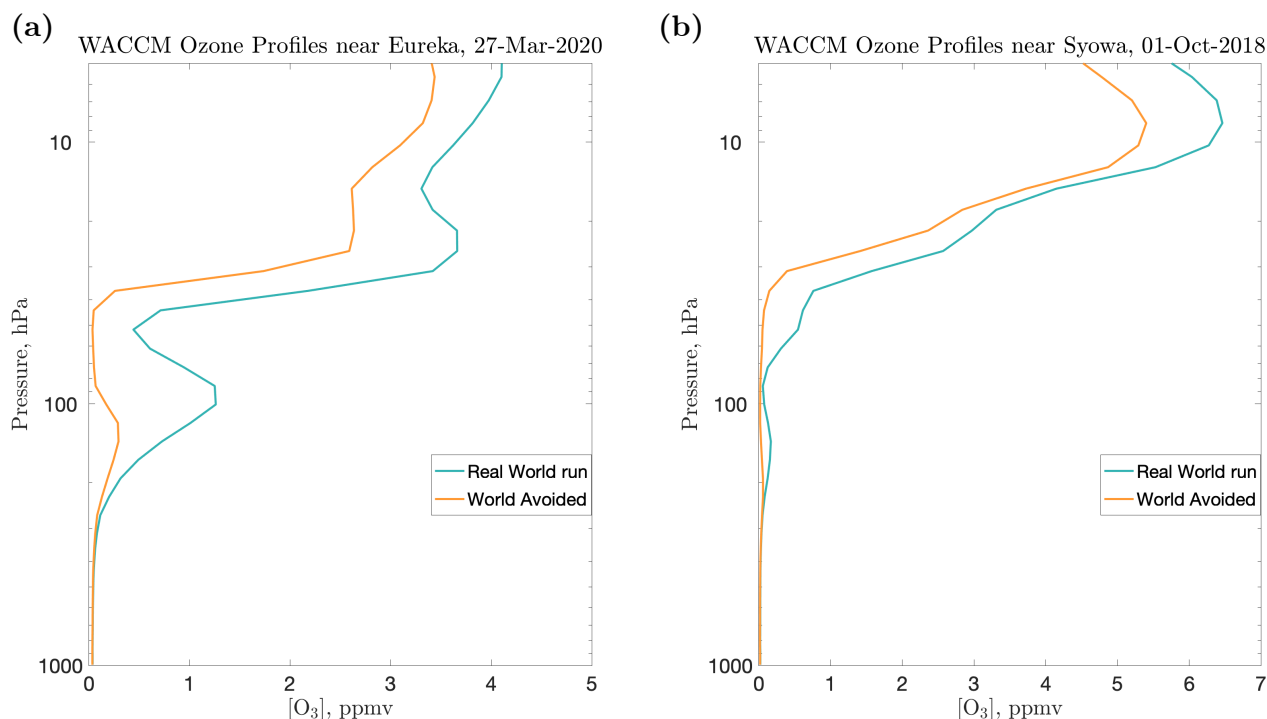 (a)
WACCM Ozone Profiles near Eureka, 27-Mar-2020
Pressure, hPa
10
100
1000
0 1 2 3 4 5
[O₃], ppmv
Real World run
World Avoided
(b)
WACCM Ozone Profiles near Syowa, 01-Oct-2018
Pressure, hPa
10
100
1000
0 1 2 3 4 5 6 7
[O₃], ppmv
Real World run
World Avoided